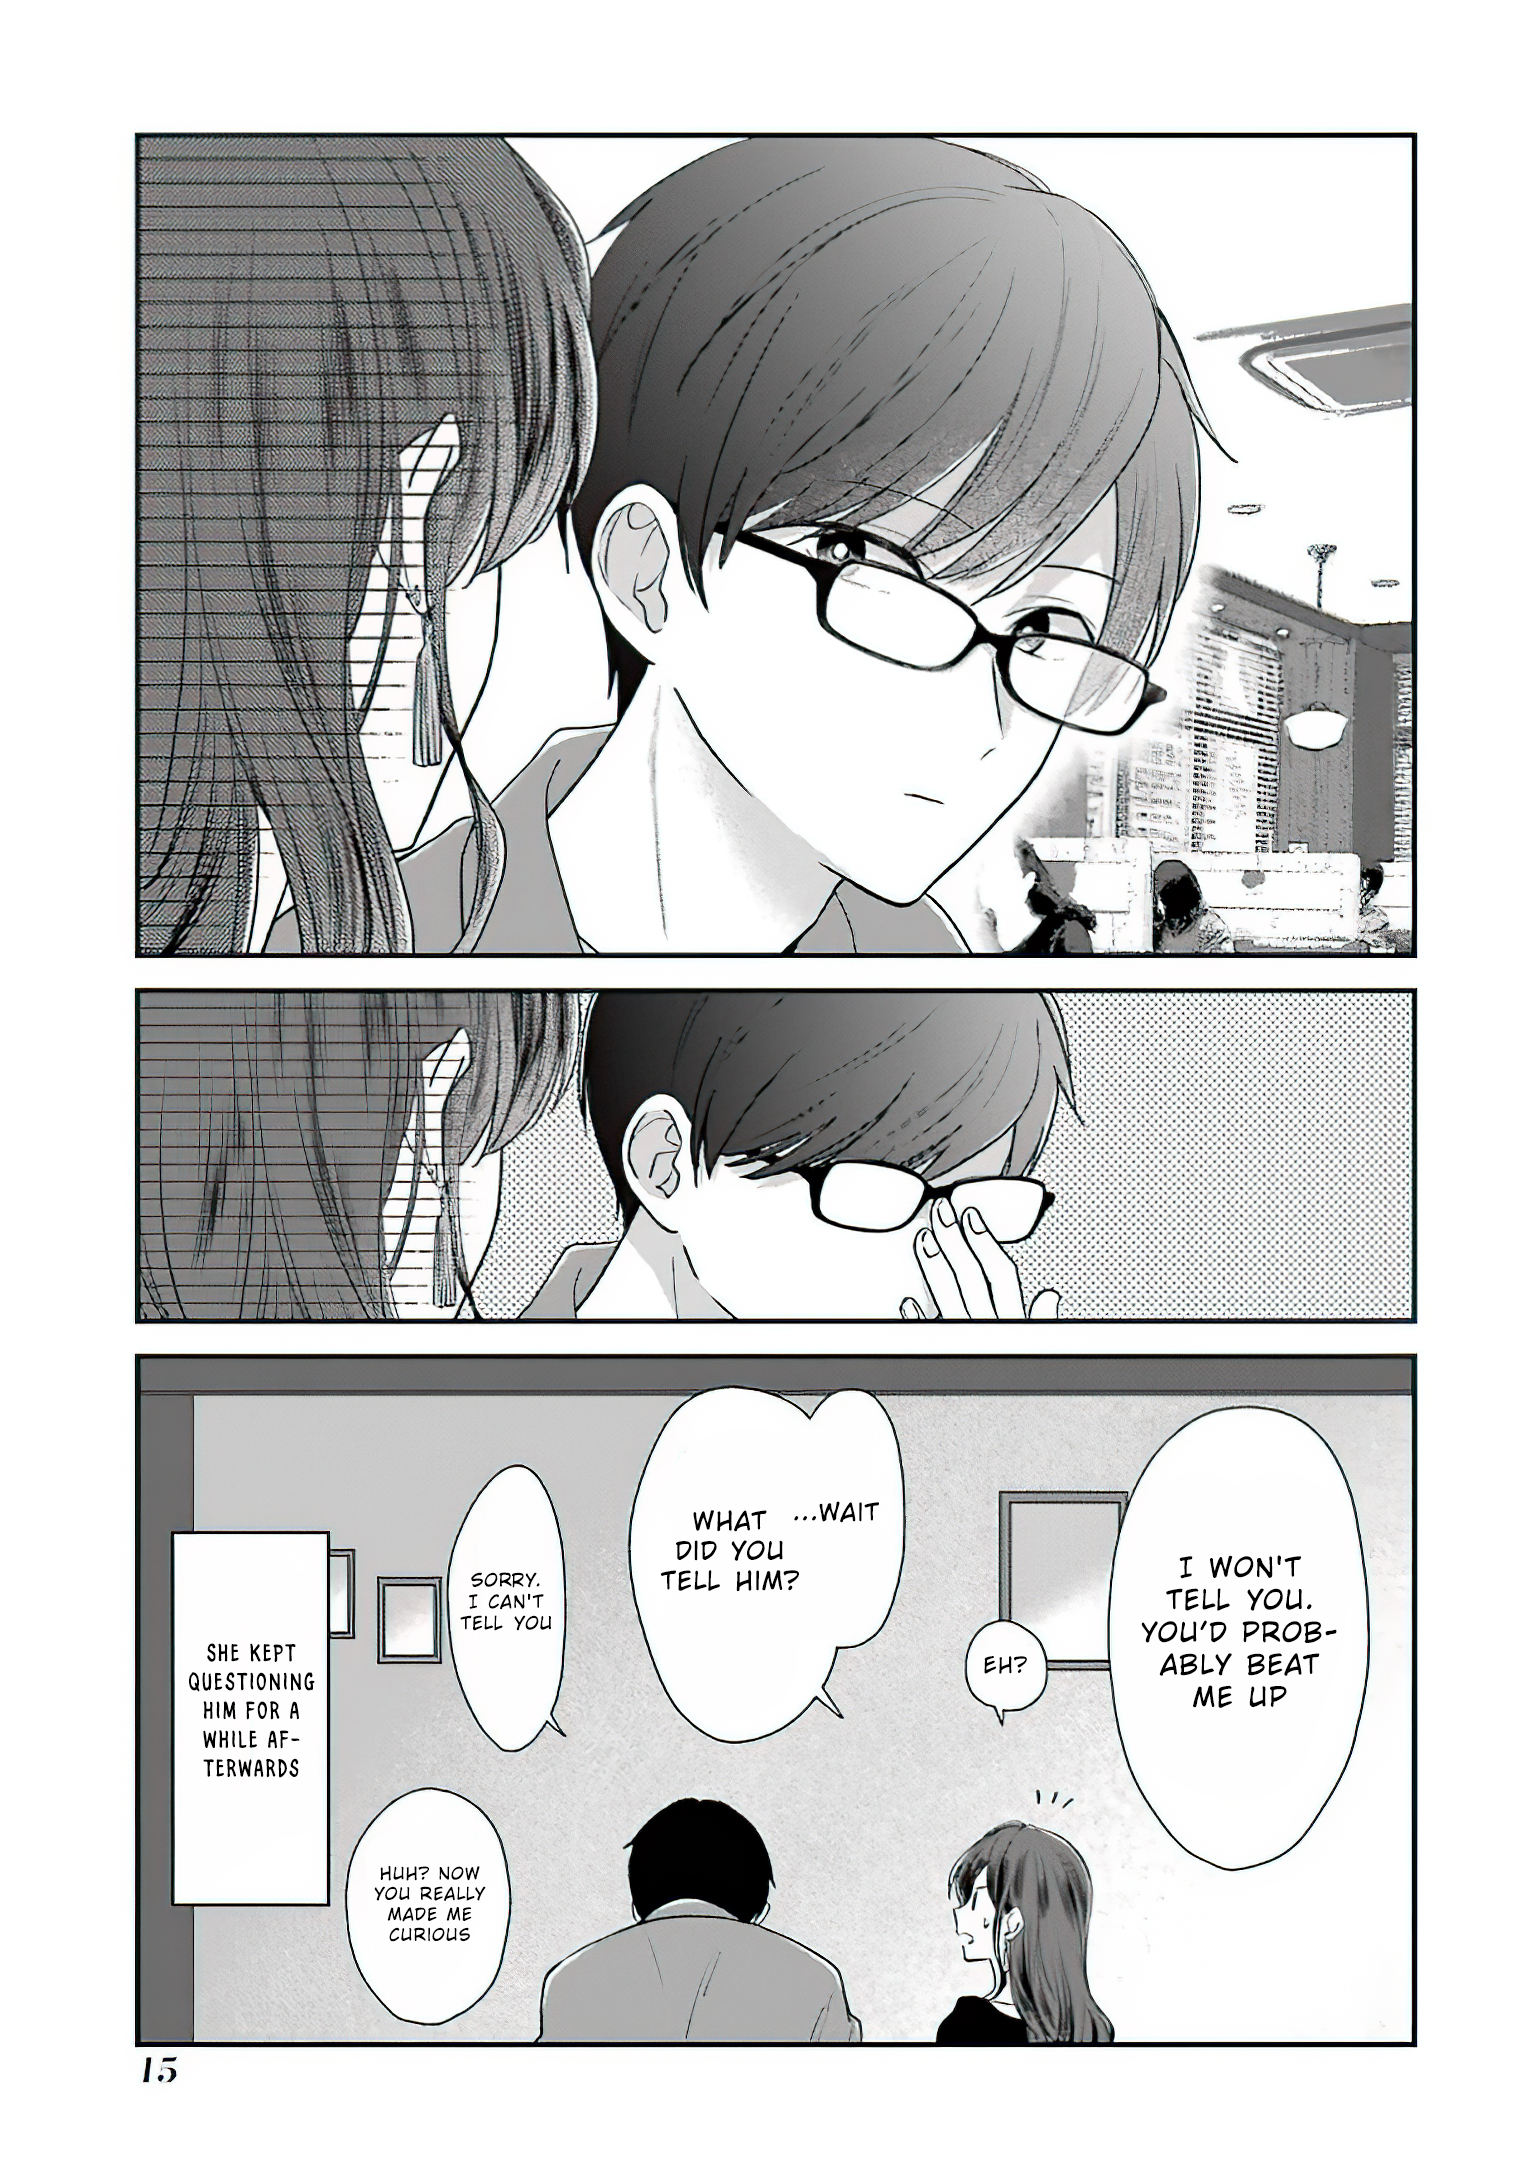 I WON'T
TELL YOU.
YOU'D PROB-
ABLY BEAT
ME UP
EH?
...WAIT
WHAT
DID YOU
TELL HIM?
SORRY.
I CAN'T
TELL YOU
HUH? NOW
YOU REALLY
MADE ME
CURIOUS
SHE KEPT
QUESTIONING
HIM FOR A
WHILE AF-
TERWARDS
15